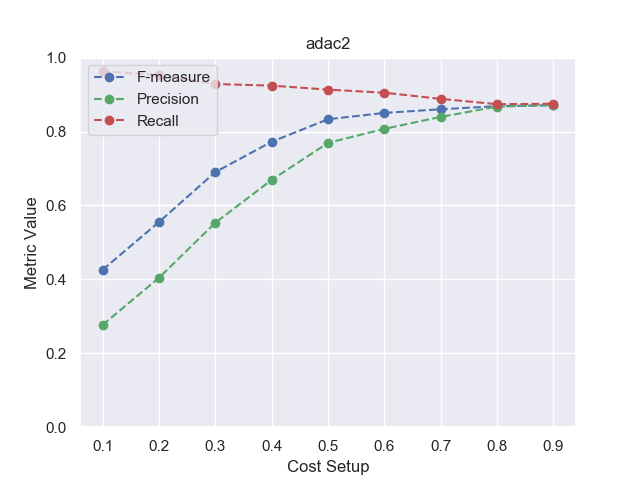 adac2
F-measure
Precision
Recall
Metric Value
1.0
0.8
0.6
0.4
0.2
0.0
0.1 0.2 0.3 0.4 0.5 0.6 0.7 0.8 0.9
Cost Setup